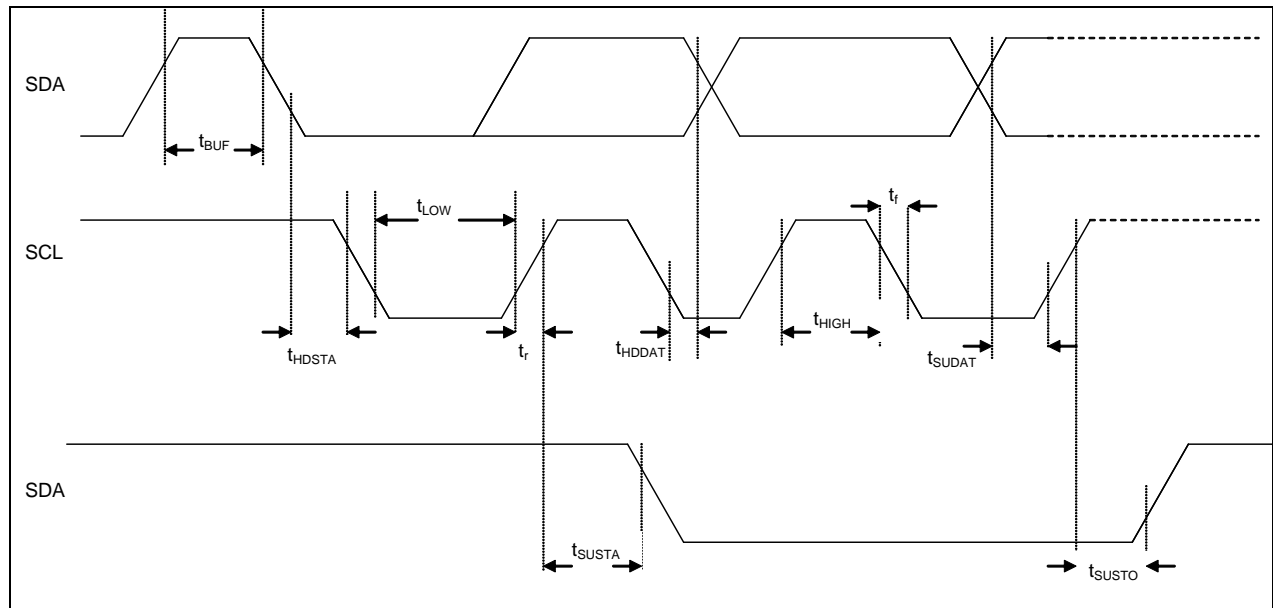 SDA
tBUF
tLOW
tf
SCL
tHDSTA
tr
tHDDAT
tHIGH
tSUDAT
SDA
tSUSTA
tSUSTO